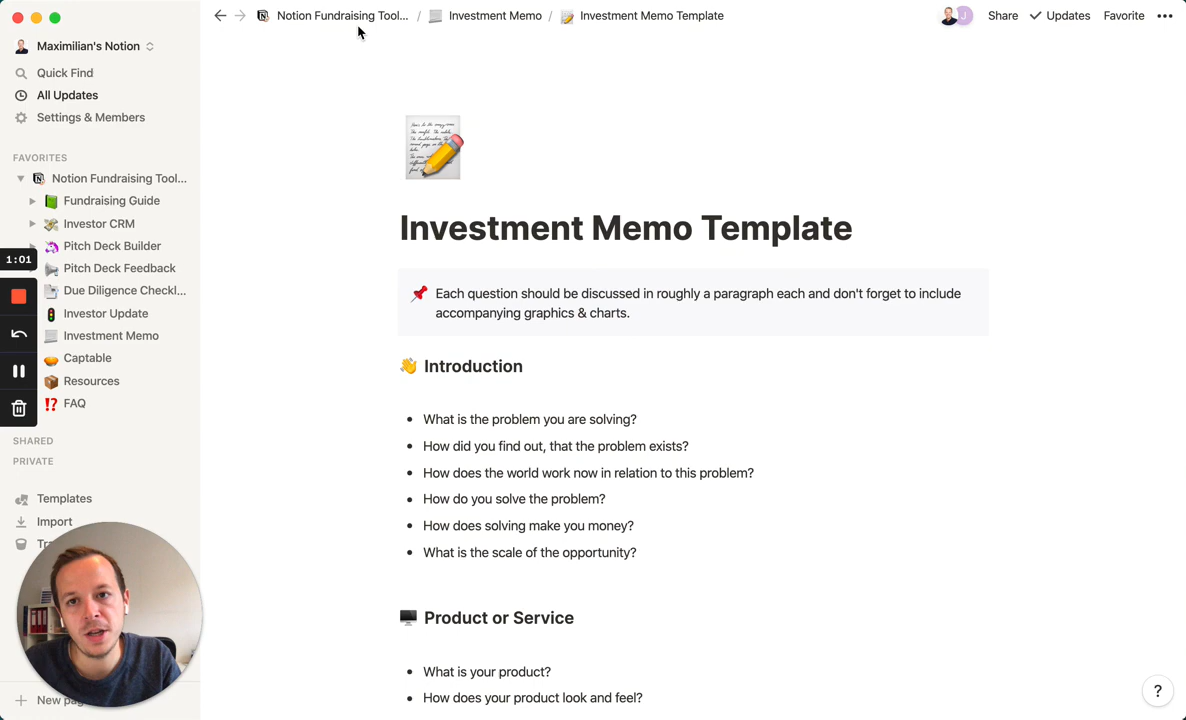 Notion Fundraising Tool... / Investment Memo / Investment Memo Template
J Share Updates Favorite
Maximilian's Notion
Quick Find
All Updates
Settings & Members
FAVORITES
Notion Fundraising Tool...
Fundraising Guide
Investor CRM
Pitch Deck Builder
Pitch Deck Feedback
Due Diligence Checkl...
Investor Update
Investment Memo
Captable
Resources
FAQ
1:01
SHARED
PRIVATE
Templates
Import
New
Investment Memo Template
Each question should be discussed in roughly a paragraph each and don't forget to include
accompanying graphics & charts.
Introduction
What is the problem you are solving?
How did you find out, that the problem exists?
How does the world work now in relation to this problem?
How do you solve the problem?
How does solving make you money?
What is the scale of the opportunity?
Product or Service
What is your product?
How does your product look and feel?
?